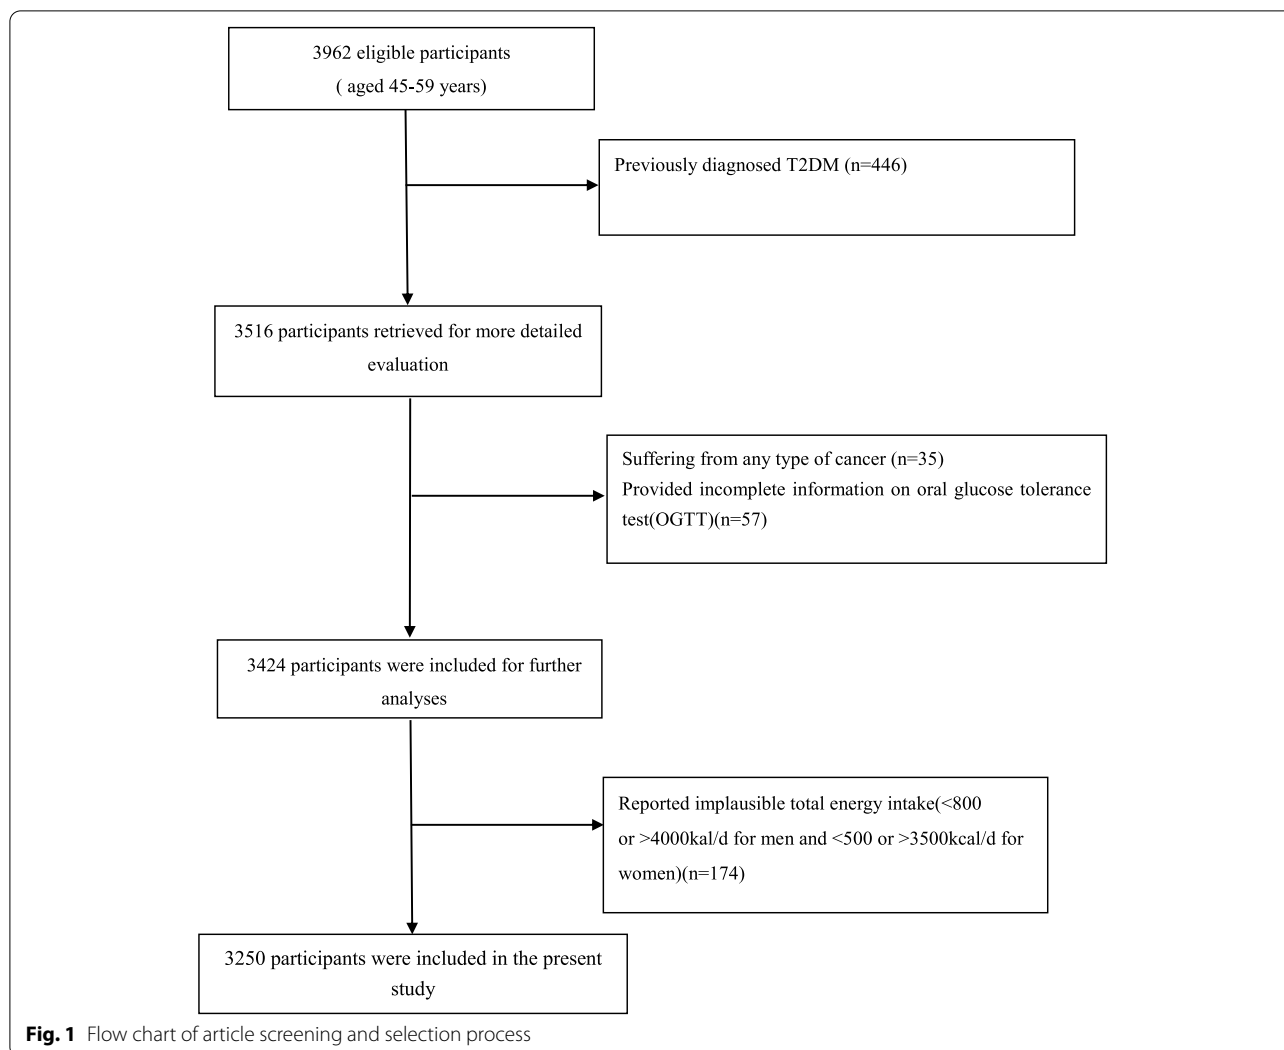 3962 eligible participants
( aged 45-59 years)
Previously diagnosed T2DM (n=446)
3516 participants retrieved for more detailed
evaluation
Suffering from any type of cancer (n=35)
Provided incomplete information on oral glucose tolerance
test(OGTT)(n=57)
3424 participants were included for further
analyses
Reported implausible total energy intake(<800
or >4000kal/d for men and <500 or >3500kcal/d for
women)(n=174)
3250 participants were included in the present
study
Fig. 1 Flow chart of article screening and selection process